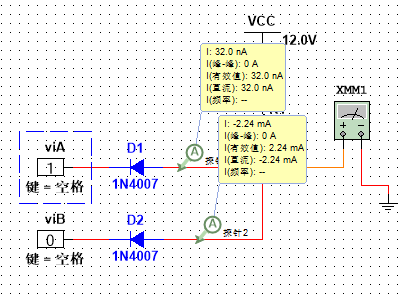 VCC
12.0V
I: 32.0 nA
I(峰-峰): 0 A
I(有效值): 32.0 nA
I(直流): 32.0 nA
I(频率): --
XMM1
I: -2.24 mA
I(峰-峰): 0 A
I(有效值): 2.24 mA
I(直流): -2.24 mA
I(频率): --
viA
1
键 = 空格
D1
1N4007
A
探针
viB
0
键 = 空格
D2
1N4007
A
探针2